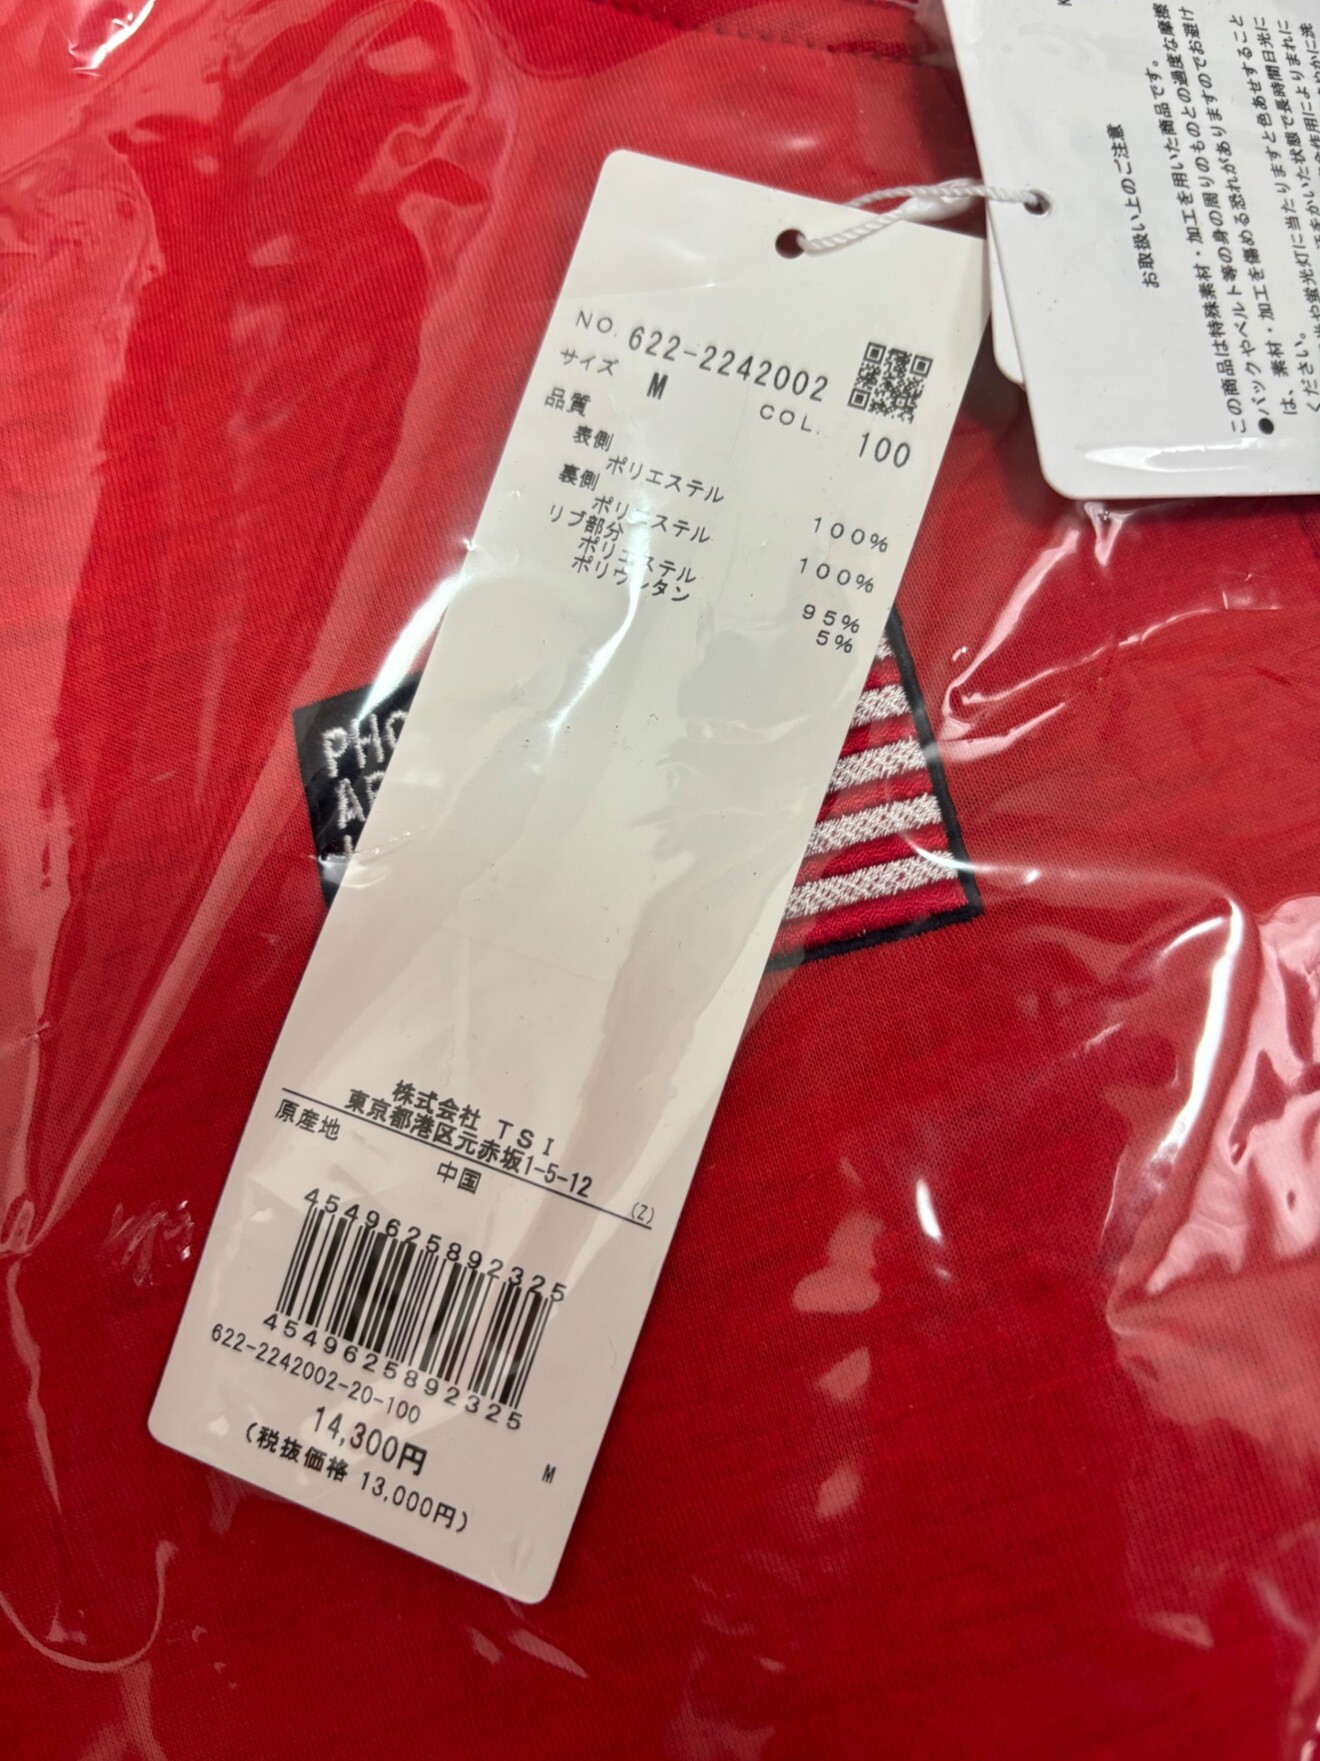 NO. 622-2242002
サイズ M COL. 100
品質
表側
ポリエステル 100%
裏側
ポリエステル 100%
リブ部分
ポリエステル 95%
ポリウレタン 5%
株式会社 TSI
東京都港区元赤坂1-5-12
(Z)
原産地 中国
4549625892325
4549625892325
622-2242002-20-100
14,300円 M
(税抜価格 13,000円)
お取扱い上のご注意
この商品は特殊素材・加工を用いた商品です。
●バックやベルト等の身の周りのものとの過度な摩擦
は、素材・加工を傷める恐れがありますのでお避け
ください。